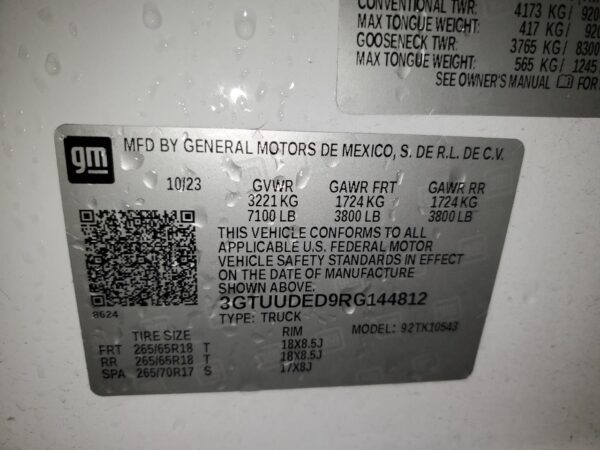 CONVENTIONAL TWR: 4173 KG/ 920
MAX TONGUE WEIGHT: 417 KG/ 920
GOOSENECK TWR: 3765 KG/ 8300
MAX TONGUE WEIGHT: 565 KG/ 1245
SEE OWNER'S MANUAL FOR
gm
MFD BY GENERAL MOTORS DE MEXICO, S. DE R.L. DE C.V.
10/23 GVWR GAWR FRT GAWR RR
3221 KG 1724 KG 1724 KG
7100 LB 3800 LB 3800 LB
THIS VEHICLE CONFORMS TO ALL
APPLICABLE U.S. FEDERAL MOTOR
VEHICLE SAFETY STANDARDS IN EFFECT
ON THE DATE OF MANUFACTURE
SHOWN ABOVE.
3GTUUDED9RG144812
8624
TYPE: TRUCK MODEL: 92TK10543
TIRE SIZE RIM
FRT 265/65R18 T 18X8.5J
RR 265/65R18 T 18X8.5J
SPA 265/70R17 S 17X8J